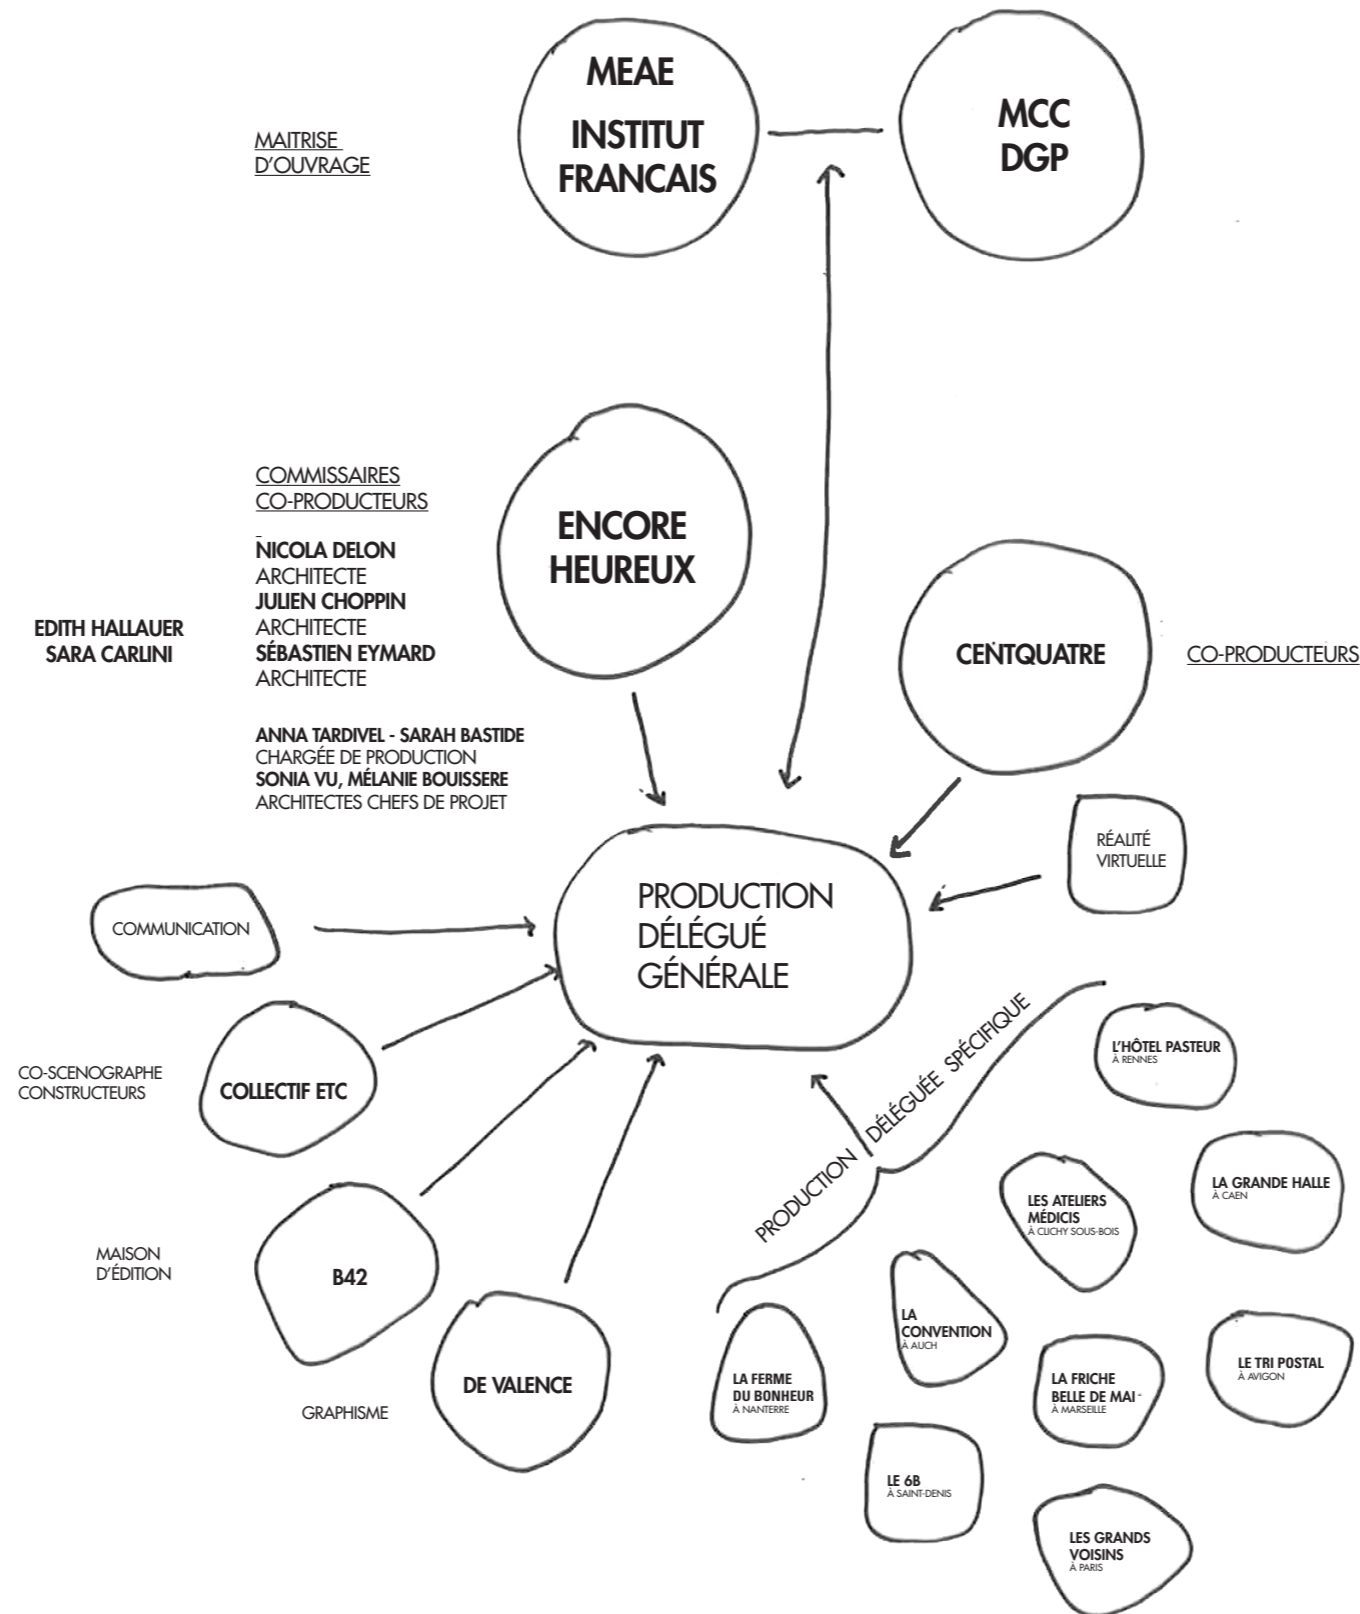 MEAE
INSTITUT
FRANCAIS
MCC
DGP
MAITRISE
D'OUVRAGE
COMMISSAIRES
CO-PRODUCTEURS
-
NICOLA DELON
ARCHITECTE
JULIEN CHOPPIN
ARCHITECTE
SÉBASTIEN EYMARD
ARCHITECTE
EDITH HALLAUER
SARA CARLINI
ANNA TARDIVEL - SARAH BASTIDE
CHARGÉE DE PRODUCTION
SONIA VU, MÉLANIE BOUISSERE
ARCHITECTES CHEFS DE PROJET
ENCORE
HEUREUX
CENTQUATRE
CO-PRODUCTEURS
RÉALITÉ
VIRTUELLE
PRODUCTION
DÉLÉGUÉ
GÉNÉRALE
COMMUNICATION
CO-SCENOGRAPHE
CONSTRUCTEURS
COLLECTIF ETC
MAISON
D'ÉDITION
B42
GRAPHISME
DE VALENCE
PRODUCTION DÉLÉGUÉE SPÉCIFIQUE
L'HÔTEL PASTEUR
À RENNES
LA GRANDE HALLE
À CAEN
LES ATELIERS
MÉDICIS
À CLICHY SOUS-BOIS
LA
CONVENTION
À AUCH
LE TRI POSTAL
À AVIGON
LA FRICHE
BELLE DE MAI -
À MARSEILLE
LA FERME
DU BONHEUR
À NANTERRE
LE 6B
À SAINT-DENIS
LES GRANDS
VOISINS
À PARIS